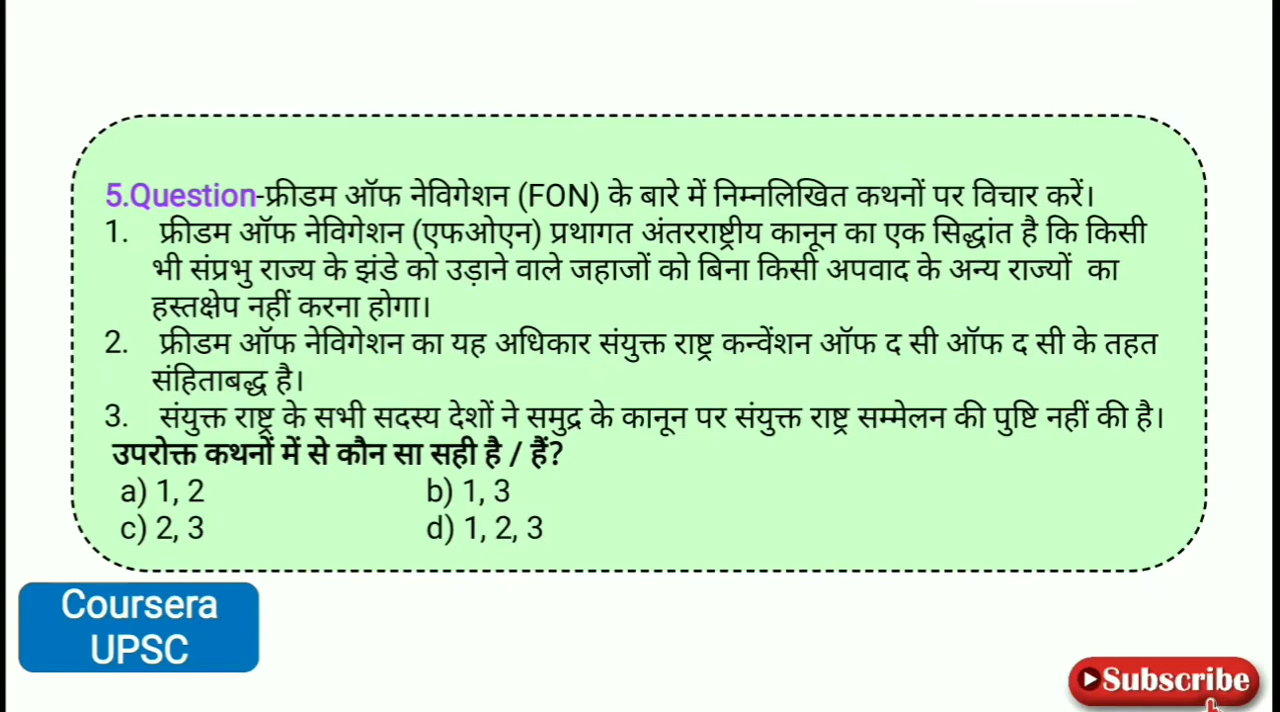 5.Question-फ्रीडम ऑफ नेविगेशन (FON) के बारे में निम्नलिखित कथनों पर विचार करें।
1. फ्रीडम ऑफ नेविगेशन (एफओएन) प्रथागत अंतरराष्ट्रीय कानून का एक सिद्धांत है कि किसी
भी संप्रभु राज्य के झंडे को उड़ाने वाले जहाजों को बिना किसी अपवाद के अन्य राज्यों का
हस्तक्षेप नहीं करना होगा।
2. फ्रीडम ऑफ नेविगेशन का यह अधिकार संयुक्त राष्ट्र कन्वेंशन ऑफ द सी ऑफ द सी के तहत
संहिताबद्ध है।
3. संयुक्त राष्ट्र के सभी सदस्य देशों ने समुद्र के कानून पर संयुक्त राष्ट्र सम्मेलन की पुष्टि नहीं की है।
उपरोक्त कथनों में से कौन सा सही है / हैं?
a) 1, 2 b) 1, 3
c) 2, 3 d) 1, 2, 3
Coursera
UPSC
Subscribe